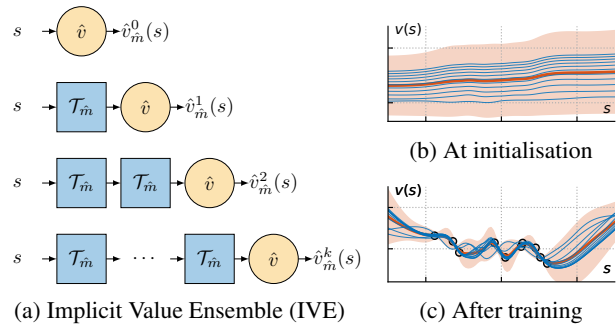 s v̂ v̂⁰_m̂(s)
s 𝒯_m̂ v̂ v̂¹_m̂(s)
s 𝒯_m̂ 𝒯_m̂ v̂ v̂²_m̂(s)
s 𝒯_m̂ ⋯ 𝒯_m̂ v̂ v̂ᵏ_m̂(s)
(a) Implicit Value Ensemble (IVE)
v(s)
s
(b) At initialisation
v(s)
s
(c) After training